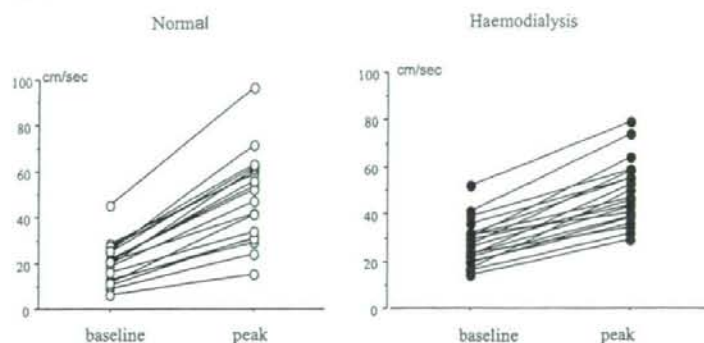 Normal
Haemodialysis
100
cm/sec
80
60
40
20
0
baseline
peak
100
cm/sec
80
60
40
20
0
baseline
peak